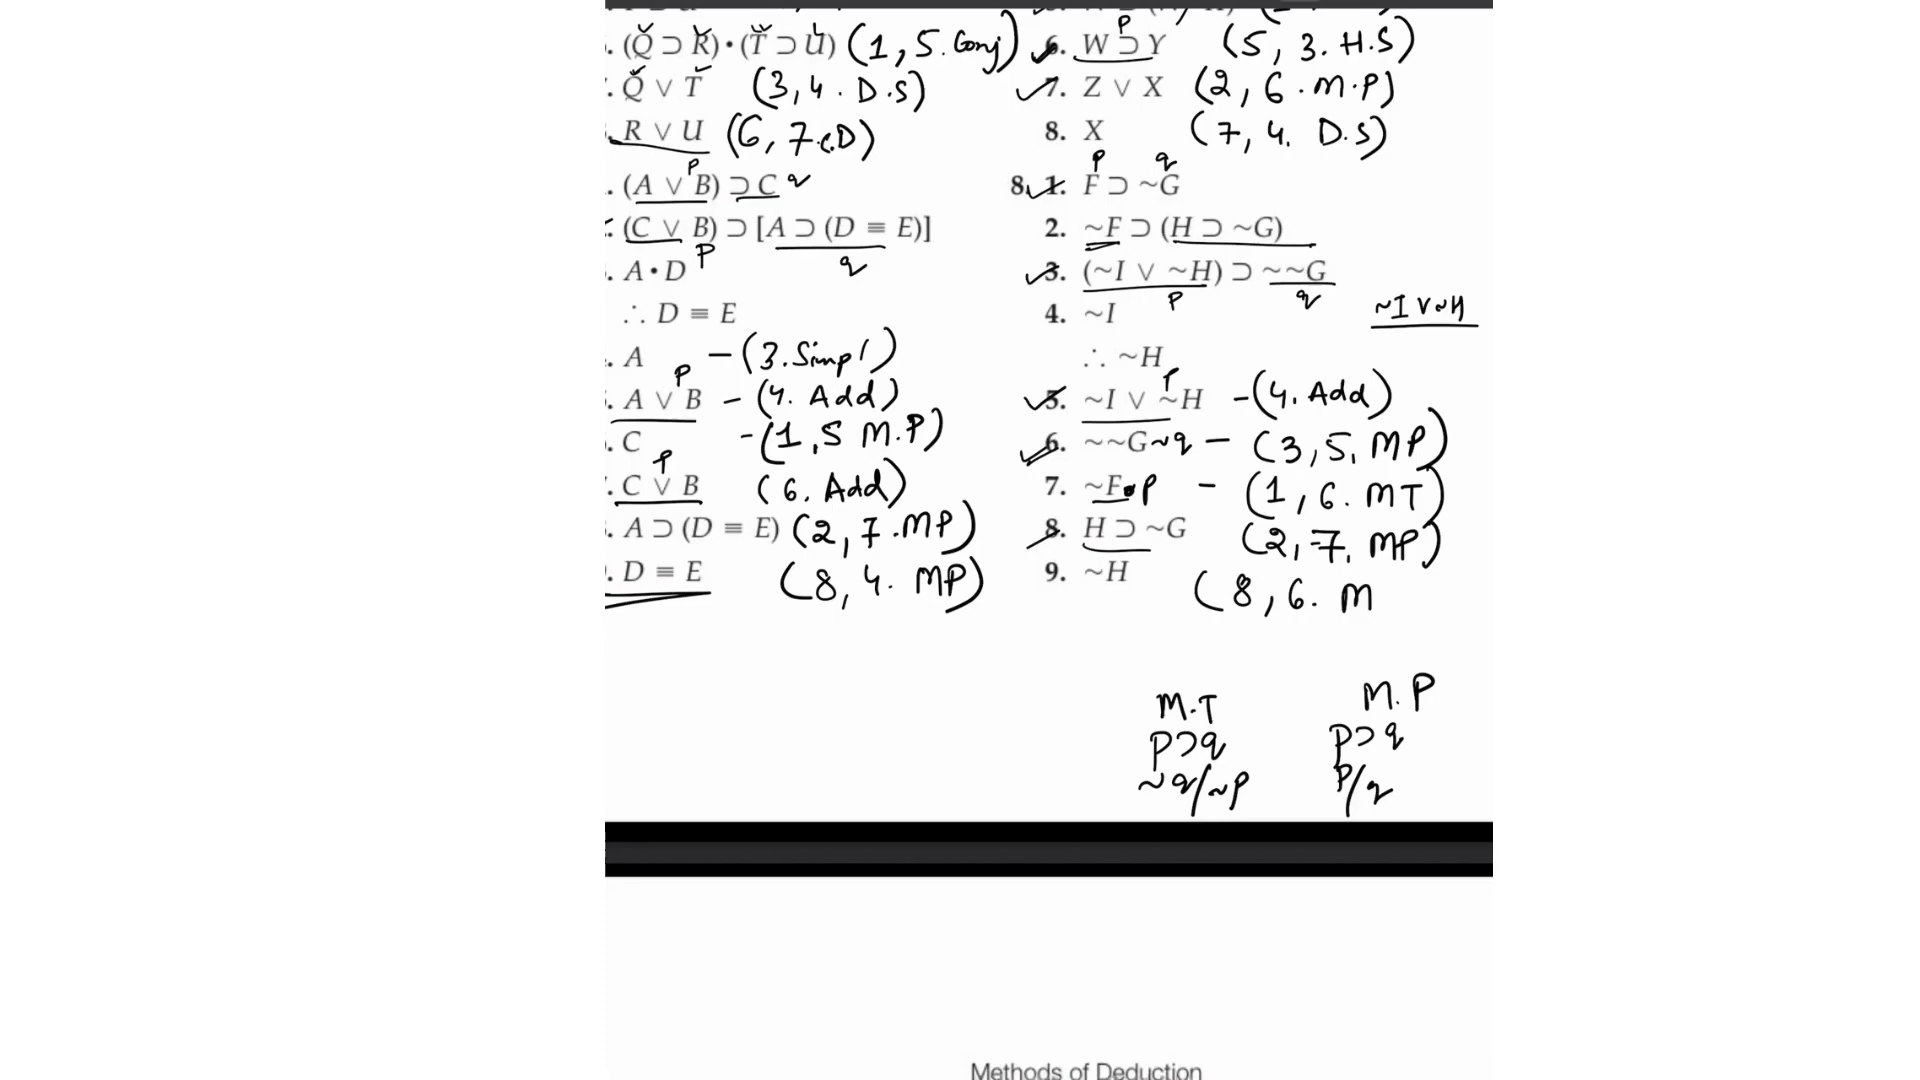 . (Q ⊃ R) • (T ⊃ U) (1, 5. Conj)
. Q ∨ T (3, 4. D.S)
. R ∨ U (6, 7. C.D)
p
. (A ∨ B) ⊃ C q
. (C ∨ B) ⊃ [A ⊃ (D ≡ E)]
p q
. A • D
∴ D ≡ E
. A – (3. Simpl)
p
. A ∨ B – (4. Add)
. C – (1, 5 M.P)
p
. C ∨ B (6. Add)
. A ⊃ (D ≡ E) (2, 7. MP)
. D ≡ E (8, 4. MP)
p
6. W ⊃ Y (5, 3. H.S)
7. Z ∨ X (2, 6. M.P)
8. X (7, 4. D.S)
p q
8. 1. F ⊃ ~G
2. ~F ⊃ (H ⊃ ~G)
3. (~I ∨ ~H) ⊃ ~~G
p q
4. ~I ~I ∨ ~H
∴ ~H
p
5. ~I ∨ ~H – (4. Add)
6. ~~G ~q – (3, 5, MP)
7. ~F p – (1, 6. MT)
8. H ⊃ ~G (2, 7, MP)
9. ~H (8, 6. M
M.T
p ⊃ q
~q / ~p
M.P
p ⊃ q
p / q
Methods of Deduction